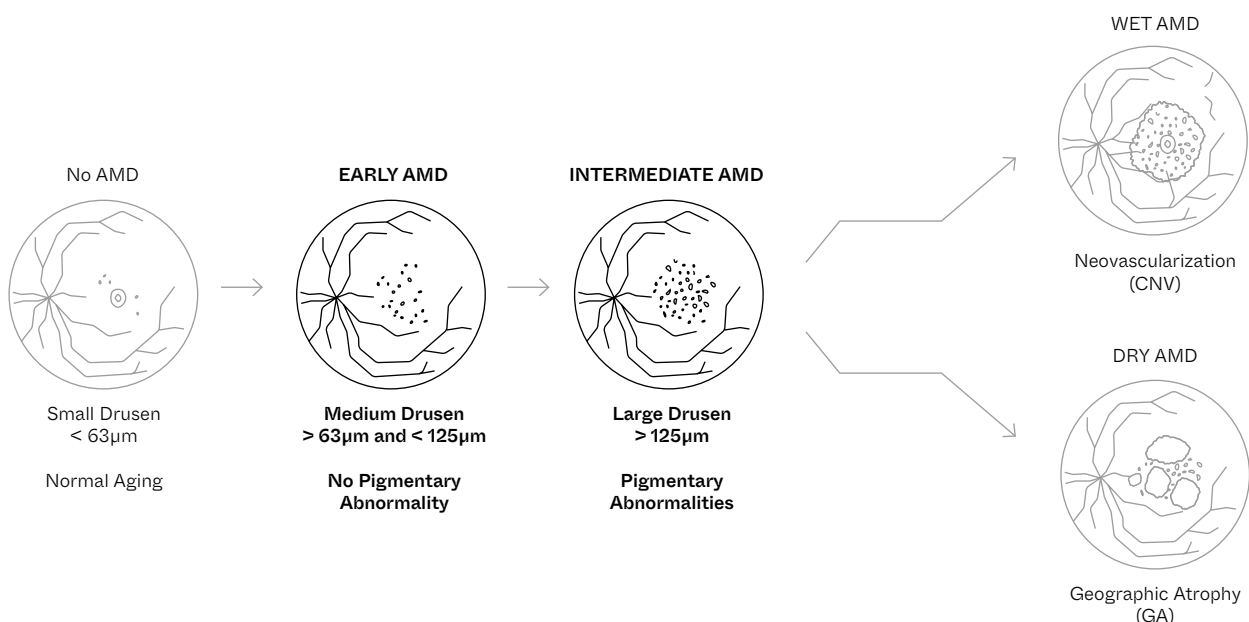 No AMD
Small Drusen
< 63µm
Normal Aging
EARLY AMD
Medium Drusen
> 63µm and < 125µm
No Pigmentary
Abnormality
INTERMEDIATE AMD
Large Drusen
> 125µm
Pigmentary
Abnormalities
WET AMD
Neovascularization
(CNV)
DRY AMD
Geographic Atrophy
(GA)